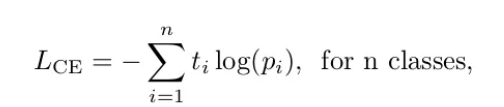 L_CE = − ∑_{i=1}^{n} t_i log(p_i), for n classes,